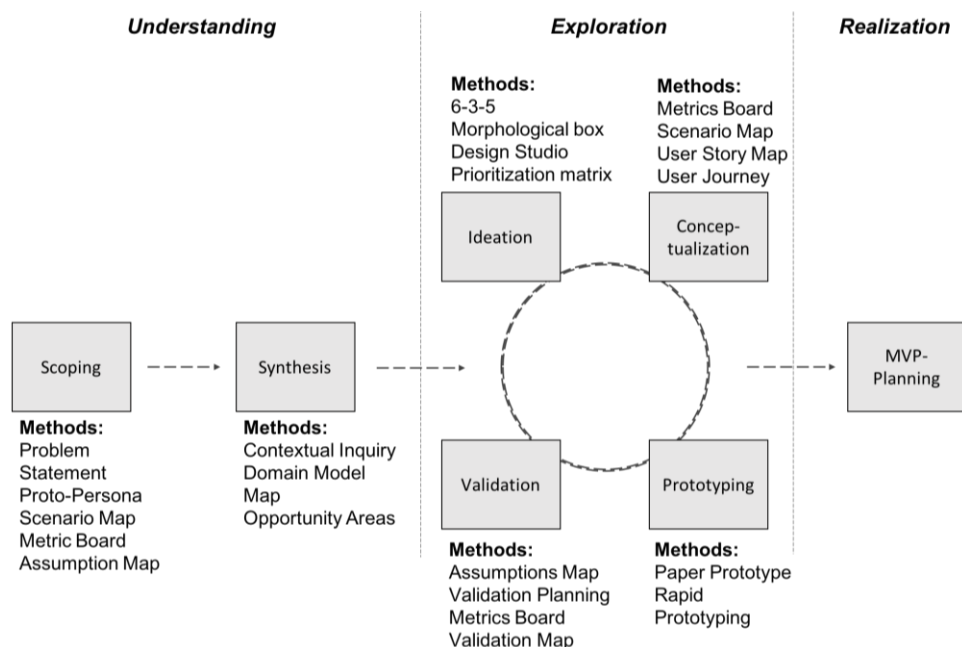 Understanding
Exploration
Realization
Methods:
6-3-5
Morphological box
Design Studio
Prioritization matrix
Methods:
Metrics Board
Scenario Map
User Story Map
User Journey
Ideation
Concep-
tualization
Scoping
Synthesis
MVP-
Planning
Methods:
Problem
Statement
Proto-Persona
Scenario Map
Metric Board
Assumption Map
Methods:
Contextual Inquiry
Domain Model
Map
Opportunity Areas
Validation
Prototyping
Methods:
Assumptions Map
Validation Planning
Metrics Board
Validation Map
Methods:
Paper Prototype
Rapid
Prototyping